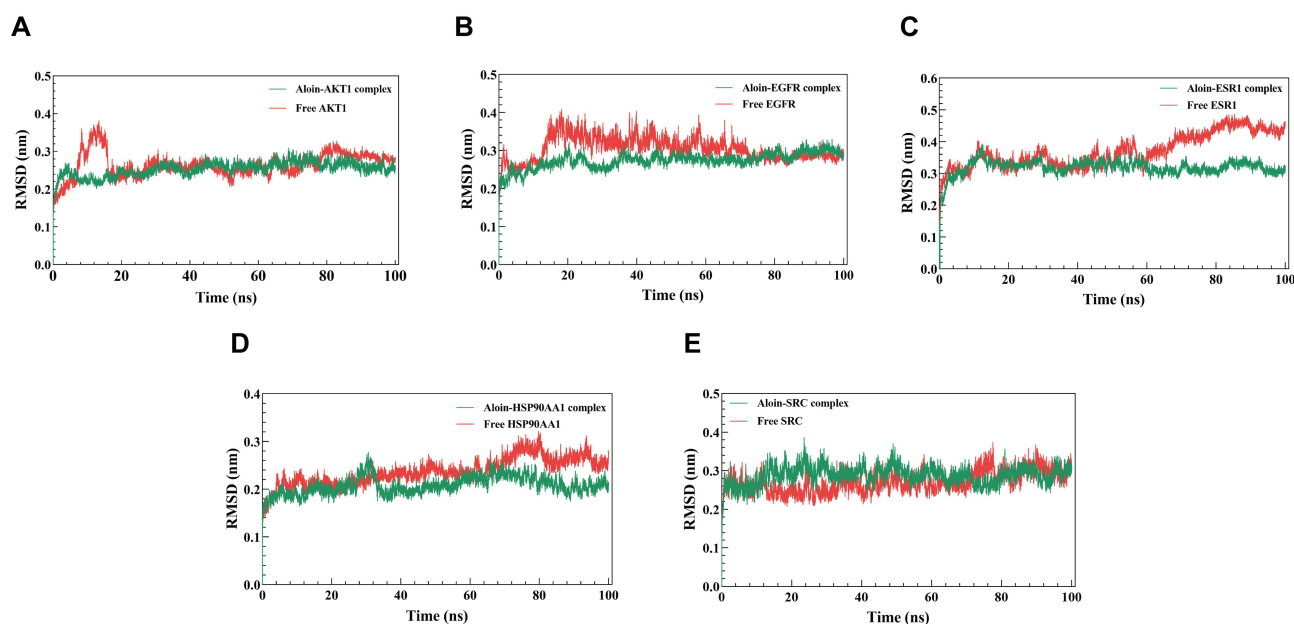 A
0.5
0.4
0.3
0.2
0.1
0.0
RMSD (nm)
Aloin-AKT1 complex
Free AKT1
0 20 40 60 80 100
Time (ns)
B
0.5
0.4
0.3
0.2
0.1
0.0
RMSD (nm)
Aloin-EGFR complex
Free EGFR
0 20 40 60 80 100
Time (ns)
C
0.6
0.5
0.4
0.3
0.2
0.1
0.0
RMSD (nm)
Aloin-ESR1 complex
Free ESR1
0 20 40 60 80 100
Time (ns)
D
0.4
0.3
0.2
0.1
0.0
RMSD (nm)
Aloin-HSP90AA1 complex
Free HSP90AA1
0 20 40 60 80 100
Time (ns)
E
0.5
0.4
0.3
0.2
0.1
0.0
RMSD (nm)
Aloin-SRC complex
Free SRC
0 20 40 60 80 100
Time (ns)